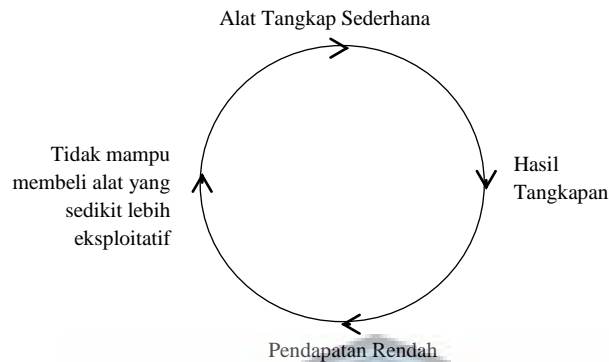 Alat Tangkap Sederhana
Hasil
Tangkapan
Pendapatan Rendah
Tidak mampu
membeli alat yang
sedikit lebih
eksploitatif